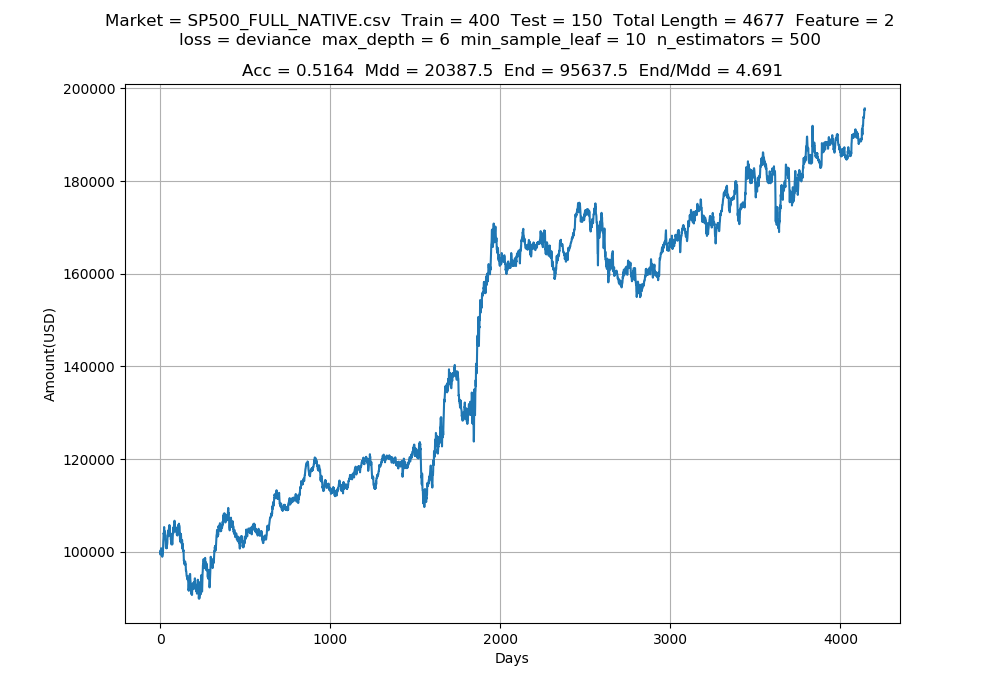 Market = SP500_FULL_NATIVE.csv  Train = 400  Test = 150  Total Length = 4677  Feature = 2
loss = deviance  max_depth = 6  min_sample_leaf = 10  n_estimators = 500
Acc = 0.5164  Mdd = 20387.5  End = 95637.5  End/Mdd = 4.691
200000
180000
160000
140000
120000
100000
Amount(USD)
0 1000 2000 3000 4000
Days